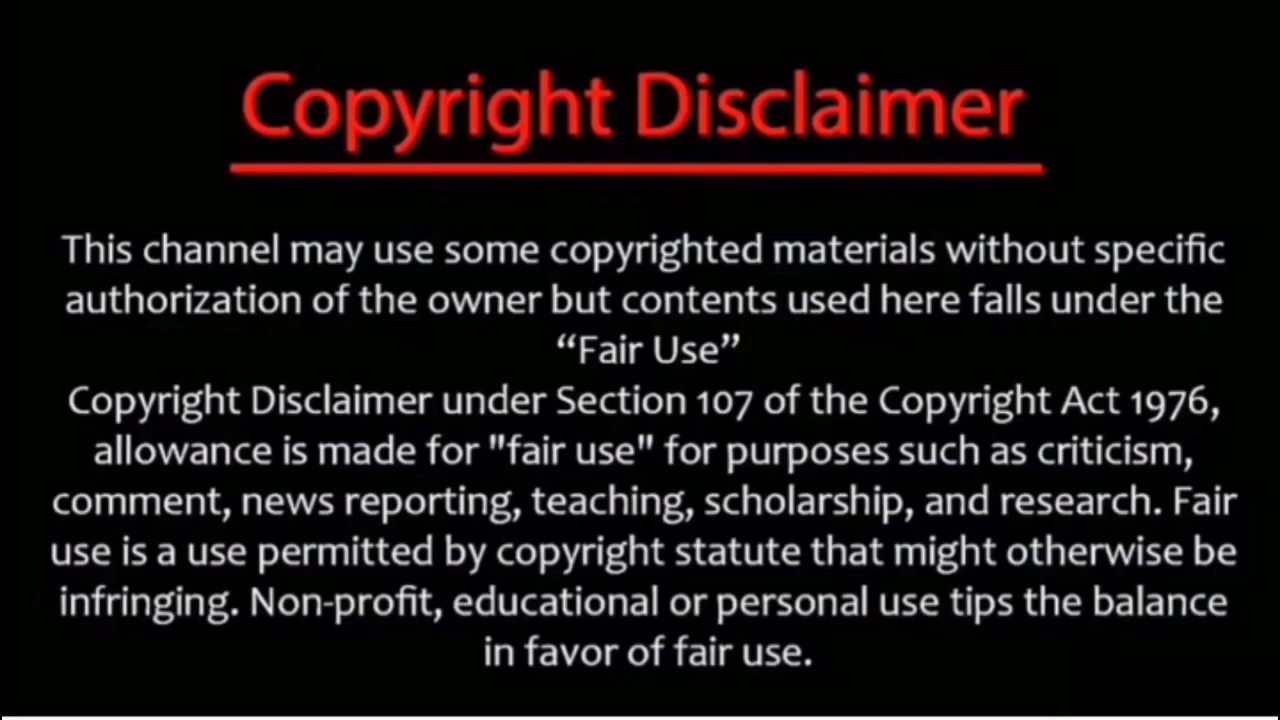 Copyright Disclaimer
This channel may use some copyrighted materials without specific
authorization of the owner but contents used here falls under the
“Fair Use”
Copyright Disclaimer under Section 107 of the Copyright Act 1976,
allowance is made for "fair use" for purposes such as criticism,
comment, news reporting, teaching, scholarship, and research. Fair
use is a use permitted by copyright statute that might otherwise be
infringing. Non-profit, educational or personal use tips the balance
in favor of fair use.